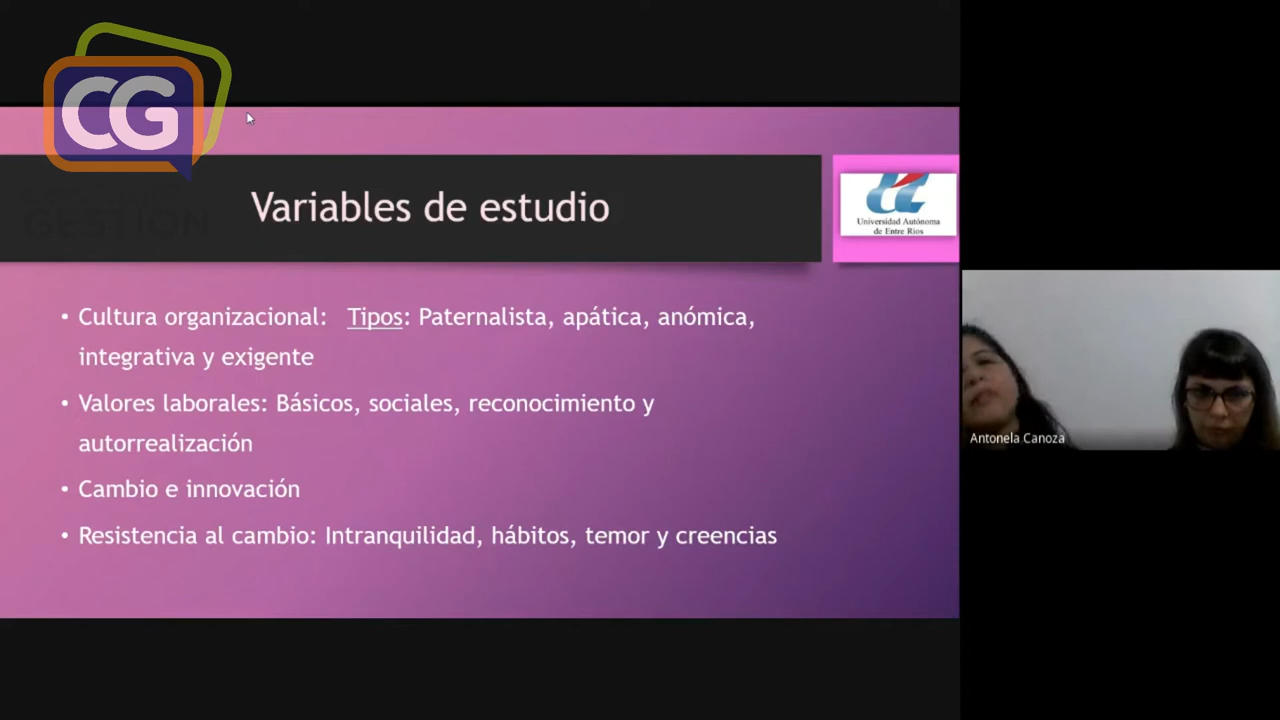 CG
GESTION
Variables de estudio
Universidad Autónoma
de Entre Ríos
• Cultura organizacional: Tipos: Paternalista, apática, anómica,
integrativa y exigente
• Valores laborales: Básicos, sociales, reconocimiento y
autorrealización
• Cambio e innovación
• Resistencia al cambio: Intranquilidad, hábitos, temor y creencias
Antonela Canoza